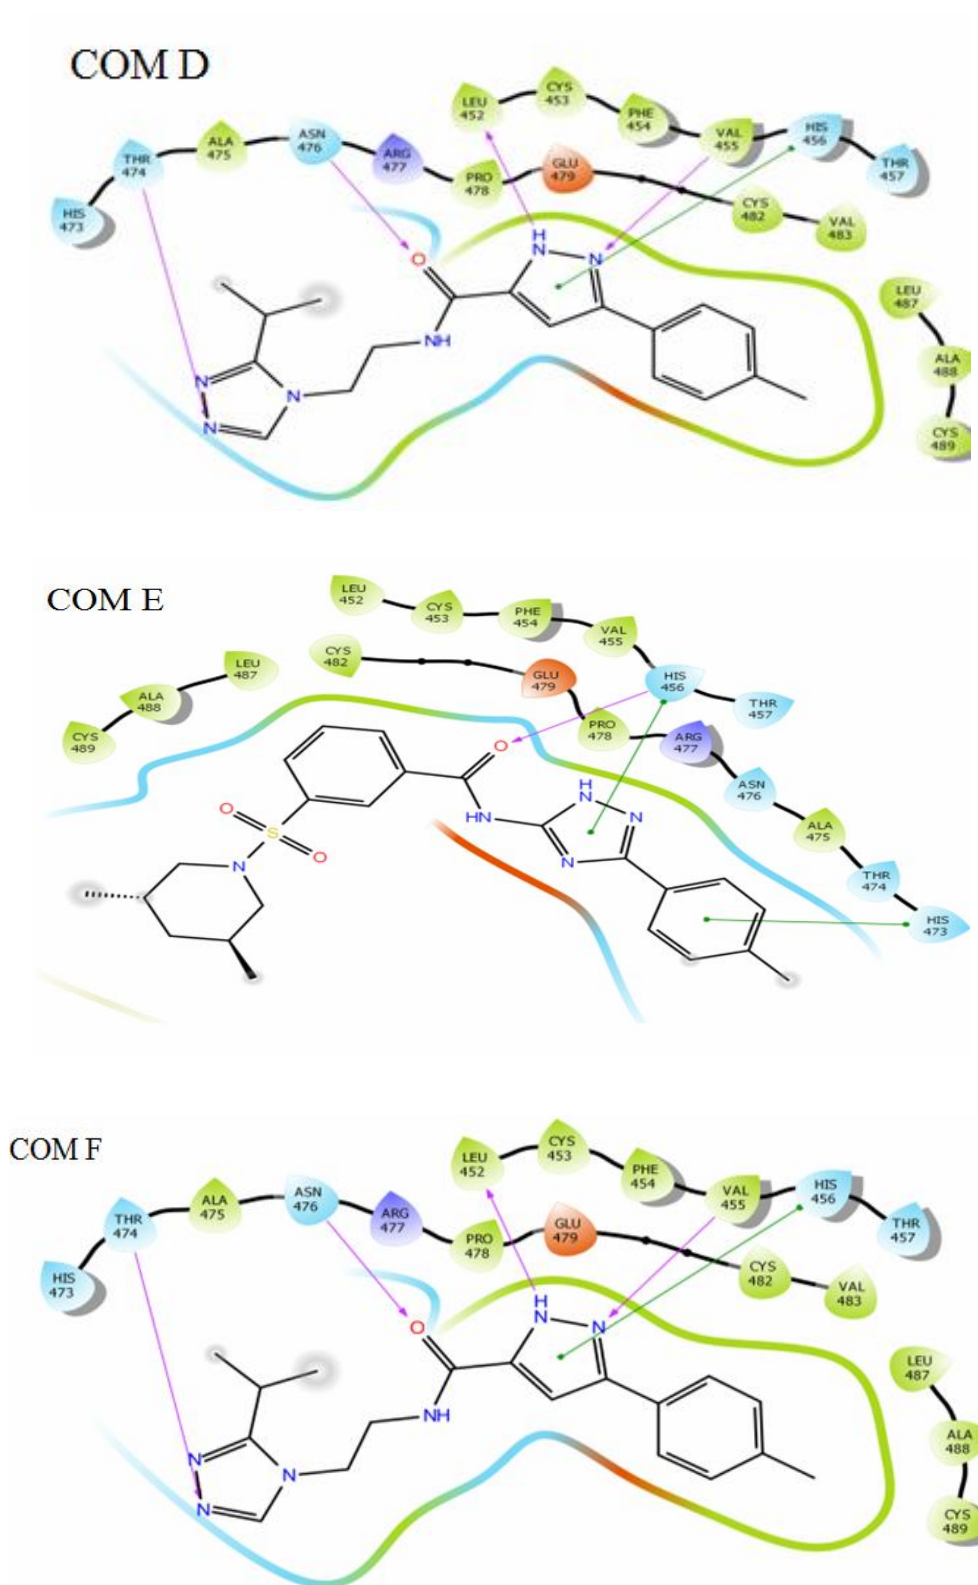 COM D
LEU
452
CYS
453
PHE
454
VAL
455
HIS
456
THR
457
HIS
473
THR
474
ALA
475
ASN
476
ARG
477
PRO
478
GLU
479
CYS
482
VAL
483
LEU
487
ALA
488
CYS
489
H
N
N
O
NH
N
N
N
COM E
LEU
452
CYS
453
PHE
454
VAL
455
HIS
456
THR
457
CYS
482
GLU
479
PRO
478
ARG
477
ASN
476
ALA
475
THR
474
HIS
473
LEU
487
ALA
488
CYS
489
O
H
N
N
HN
N
O
S
O
N
COM F
LEU
452
CYS
453
PHE
454
VAL
455
HIS
456
THR
457
HIS
473
THR
474
ALA
475
ASN
476
ARG
477
PRO
478
GLU
479
CYS
482
VAL
483
LEU
487
ALA
488
CYS
489
H
N
N
O
NH
N
N
N